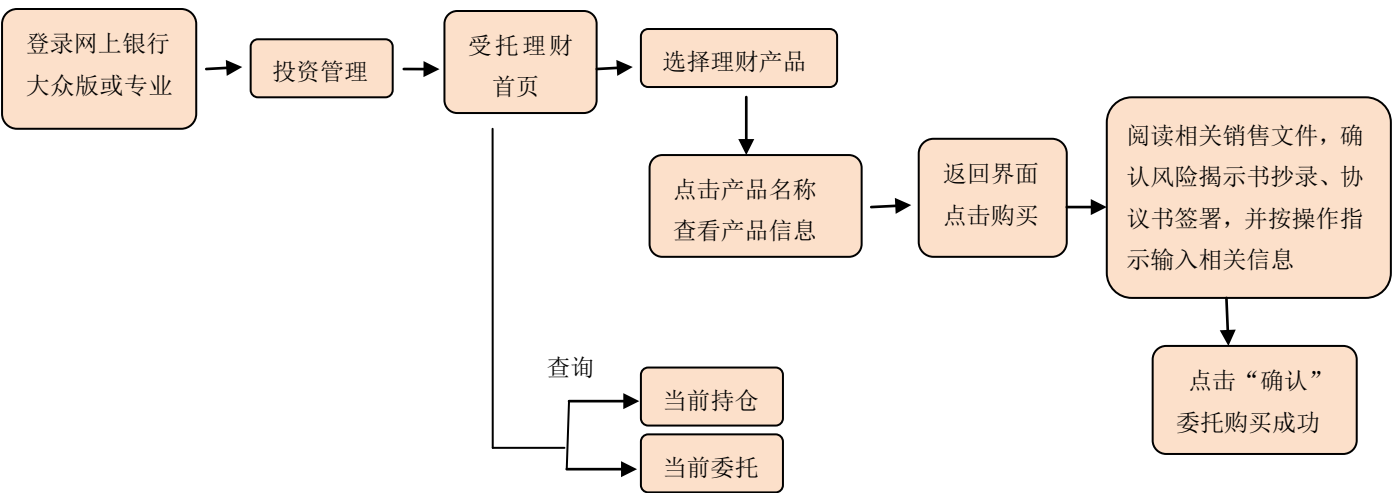 登录网上银行
大众版或专业
投资管理
受托理财
首页
选择理财产品
点击产品名称
查看产品信息
返回界面
点击购买
阅读相关销售文件，确
认风险揭示书抄录、协
议书签署，并按操作指
示输入相关信息
点击“确认”
委托购买成功
查询
当前持仓
当前委托